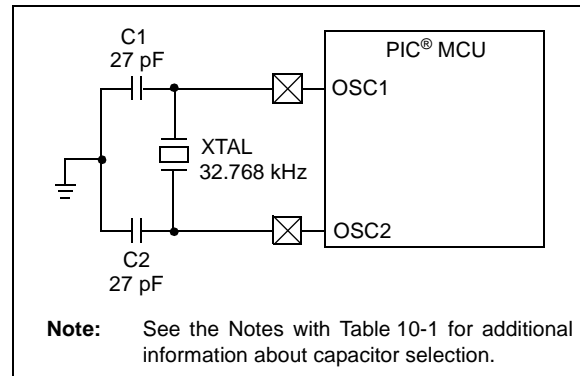 C1
27 pF
PIC® MCU
OSC1
XTAL
32.768 kHz
OSC2
C2
27 pF
Note: See the Notes with Table 10-1 for additional
information about capacitor selection.